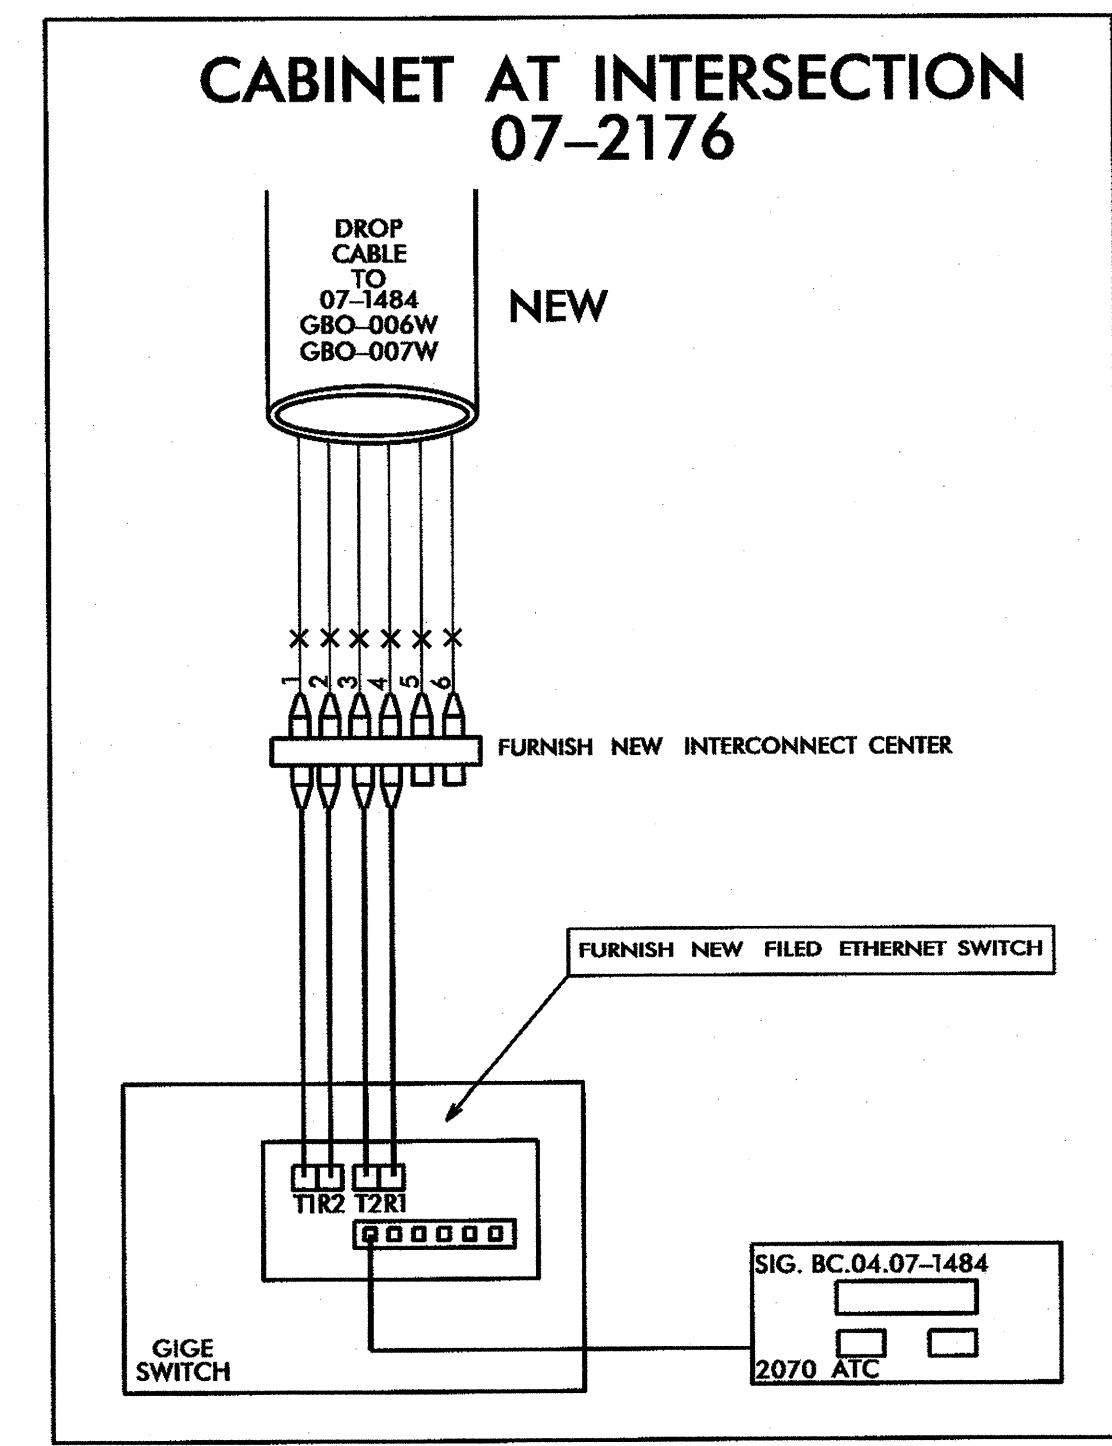 CABINET AT INTERSECTION
07-2176
DROP
CABLE
TO
07-1484
GBO-006W
GBO-007W
NEW
1 2 3 4 5 6
FURNISH NEW INTERCONNECT CENTER
FURNISH NEW FILED ETHERNET SWITCH
T1R2 T2R1
SIG. BC.04.07-1484
2070 ATC
GIGE
SWITCH